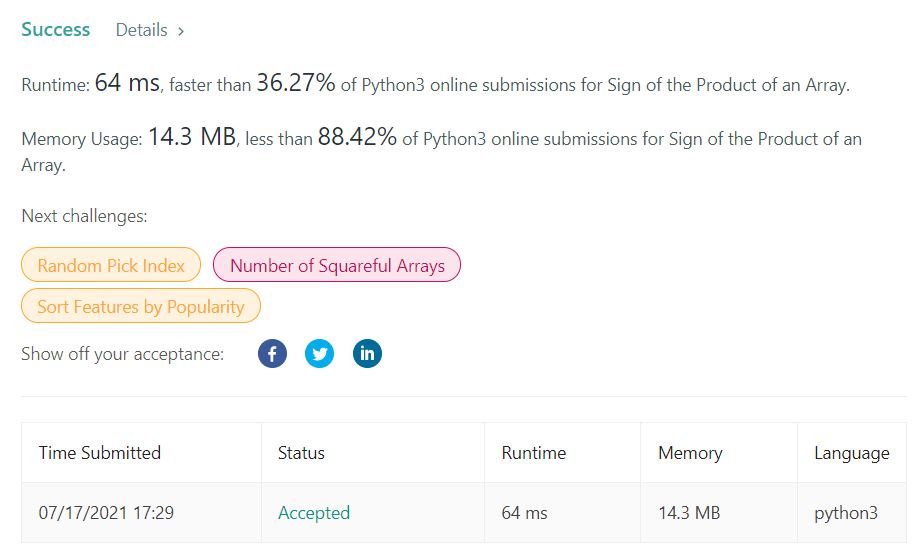 Success Details >
Runtime: 64 ms, faster than 36.27% of Python3 online submissions for Sign of the Product of an Array.
Memory Usage: 14.3 MB, less than 88.42% of Python3 online submissions for Sign of the Product of an
Array.
Next challenges:
Random Pick Index Number of Squareful Arrays
Sort Features by Popularity
Show off your acceptance: f in
Time Submitted Status Runtime Memory Language
07/17/2021 17:29 Accepted 64 ms 14.3 MB python3